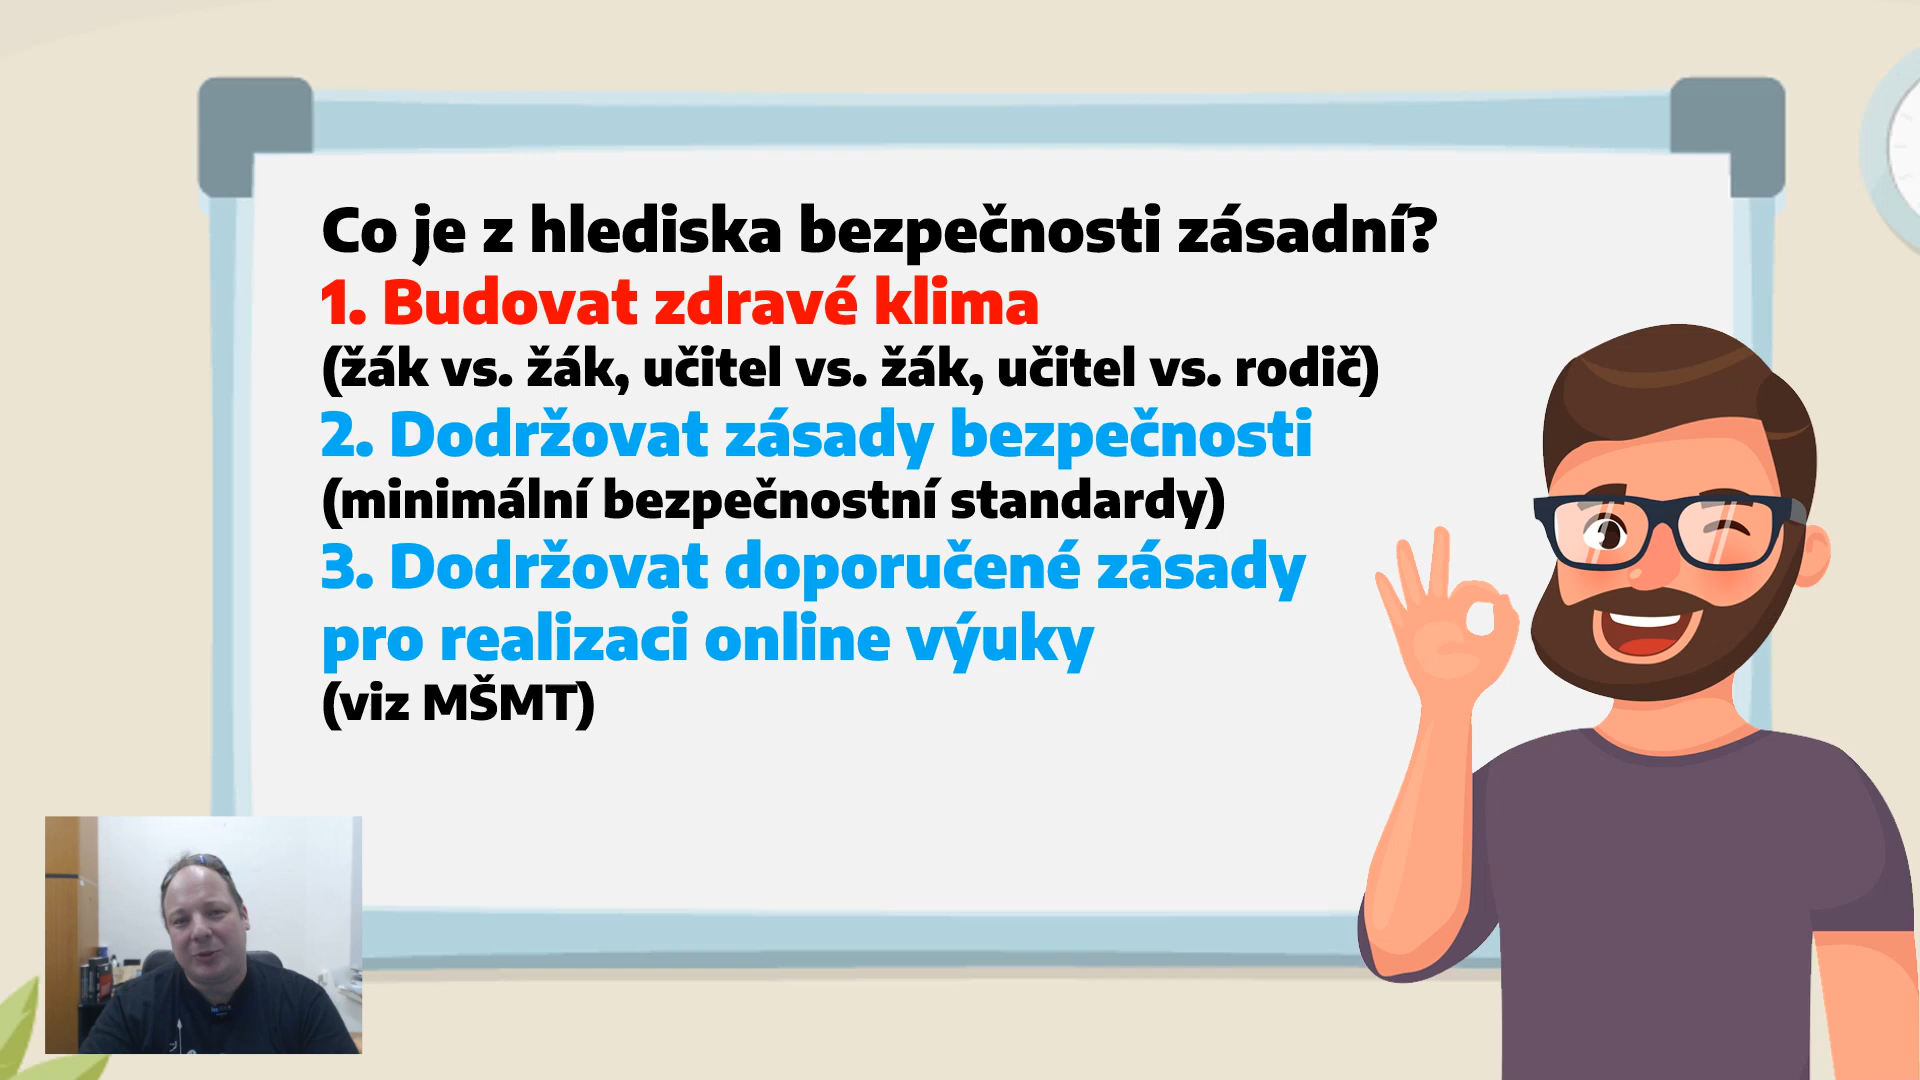 Co je z hlediska bezpečnosti zásadní?
1. Budovat zdravé klima
(žák vs. žák, učitel vs. žák, učitel vs. rodič)
2. Dodržovat zásady bezpečnosti
(minimální bezpečnostní standardy)
3. Dodržovat doporučené zásady
pro realizaci online výuky
(viz MŠMT)